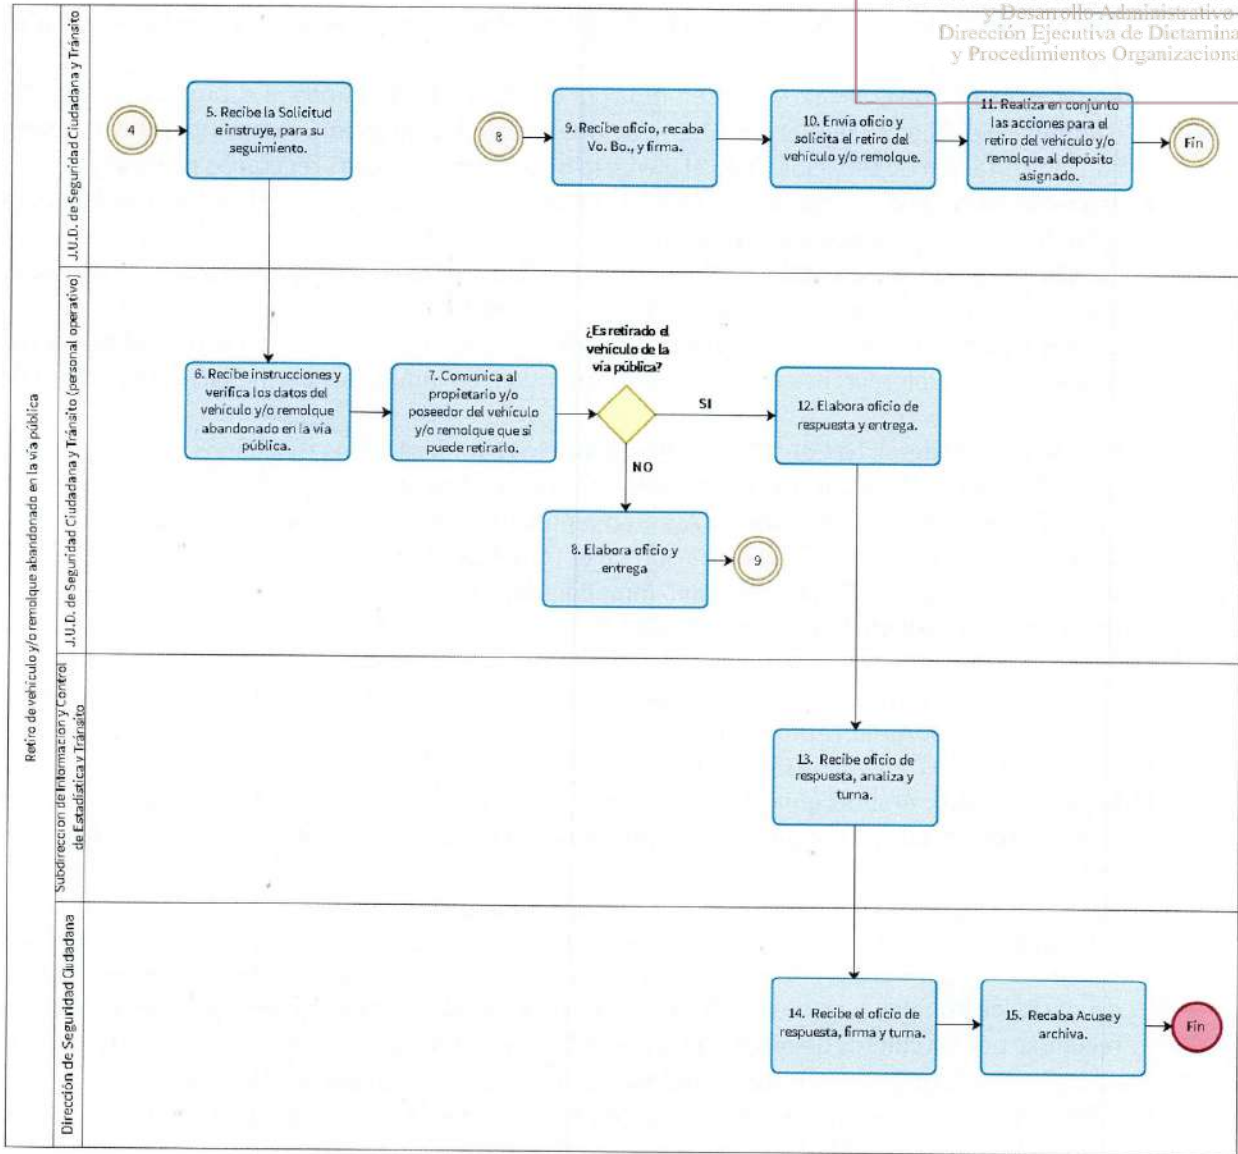 y Desarrollo Administrativo
Dirección Ejecutiva de Dictamina
y Procedimientos Organizaciona
Retiro de vehículo y/o remolque abandonado en la vía pública
J.U.D. de Seguridad Ciudadana y Tránsito
4
5. Recibe la Solicitud
e instruye, para su
seguimiento.
8
9. Recibe oficio, recaba
Vo. Bo., y firma.
10. Envía oficio y
solicita el retiro del
vehículo y/o remolque.
11. Realiza en conjunto
las acciones para el
retiro del vehículo y/o
remolque al depósito
asignado.
Fin
J.U.D. de Seguridad Ciudadana y Tránsito (personal operativo)
6. Recibe instrucciones y
verifica los datos del
vehículo y/o remolque
abandonado en la vía
pública.
7. Comunica al
propietario y/o
poseedor del vehículo
y/o remolque que si
puede retirarlo.
¿Es retirado el
vehículo de la
vía pública?
SI
NO
12. Elabora oficio de
respuesta y entrega.
8. Elabora oficio y
entrega
9
Subdirección de Información y Control
de Estadística y Tránsito
13. Recibe oficio de
respuesta, analiza y
turna.
Dirección de Seguridad Ciudadana
14. Recibe el oficio de
respuesta, firma y turna.
15. Recaba Acuse y
archiva.
Fin